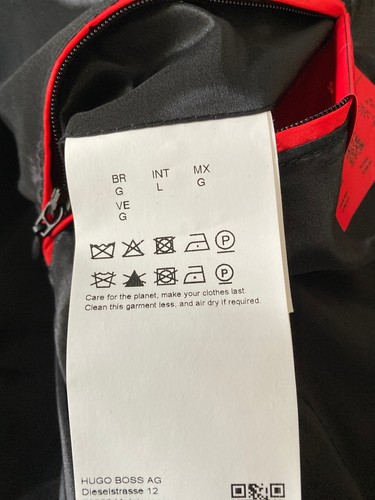 BR INT MX
G L G
VE
G
P
P
Care for the planet, make your clothes last.
Clean this garment less, and air dry if required.
HUGO BOSS AG
Dieselstrasse 12